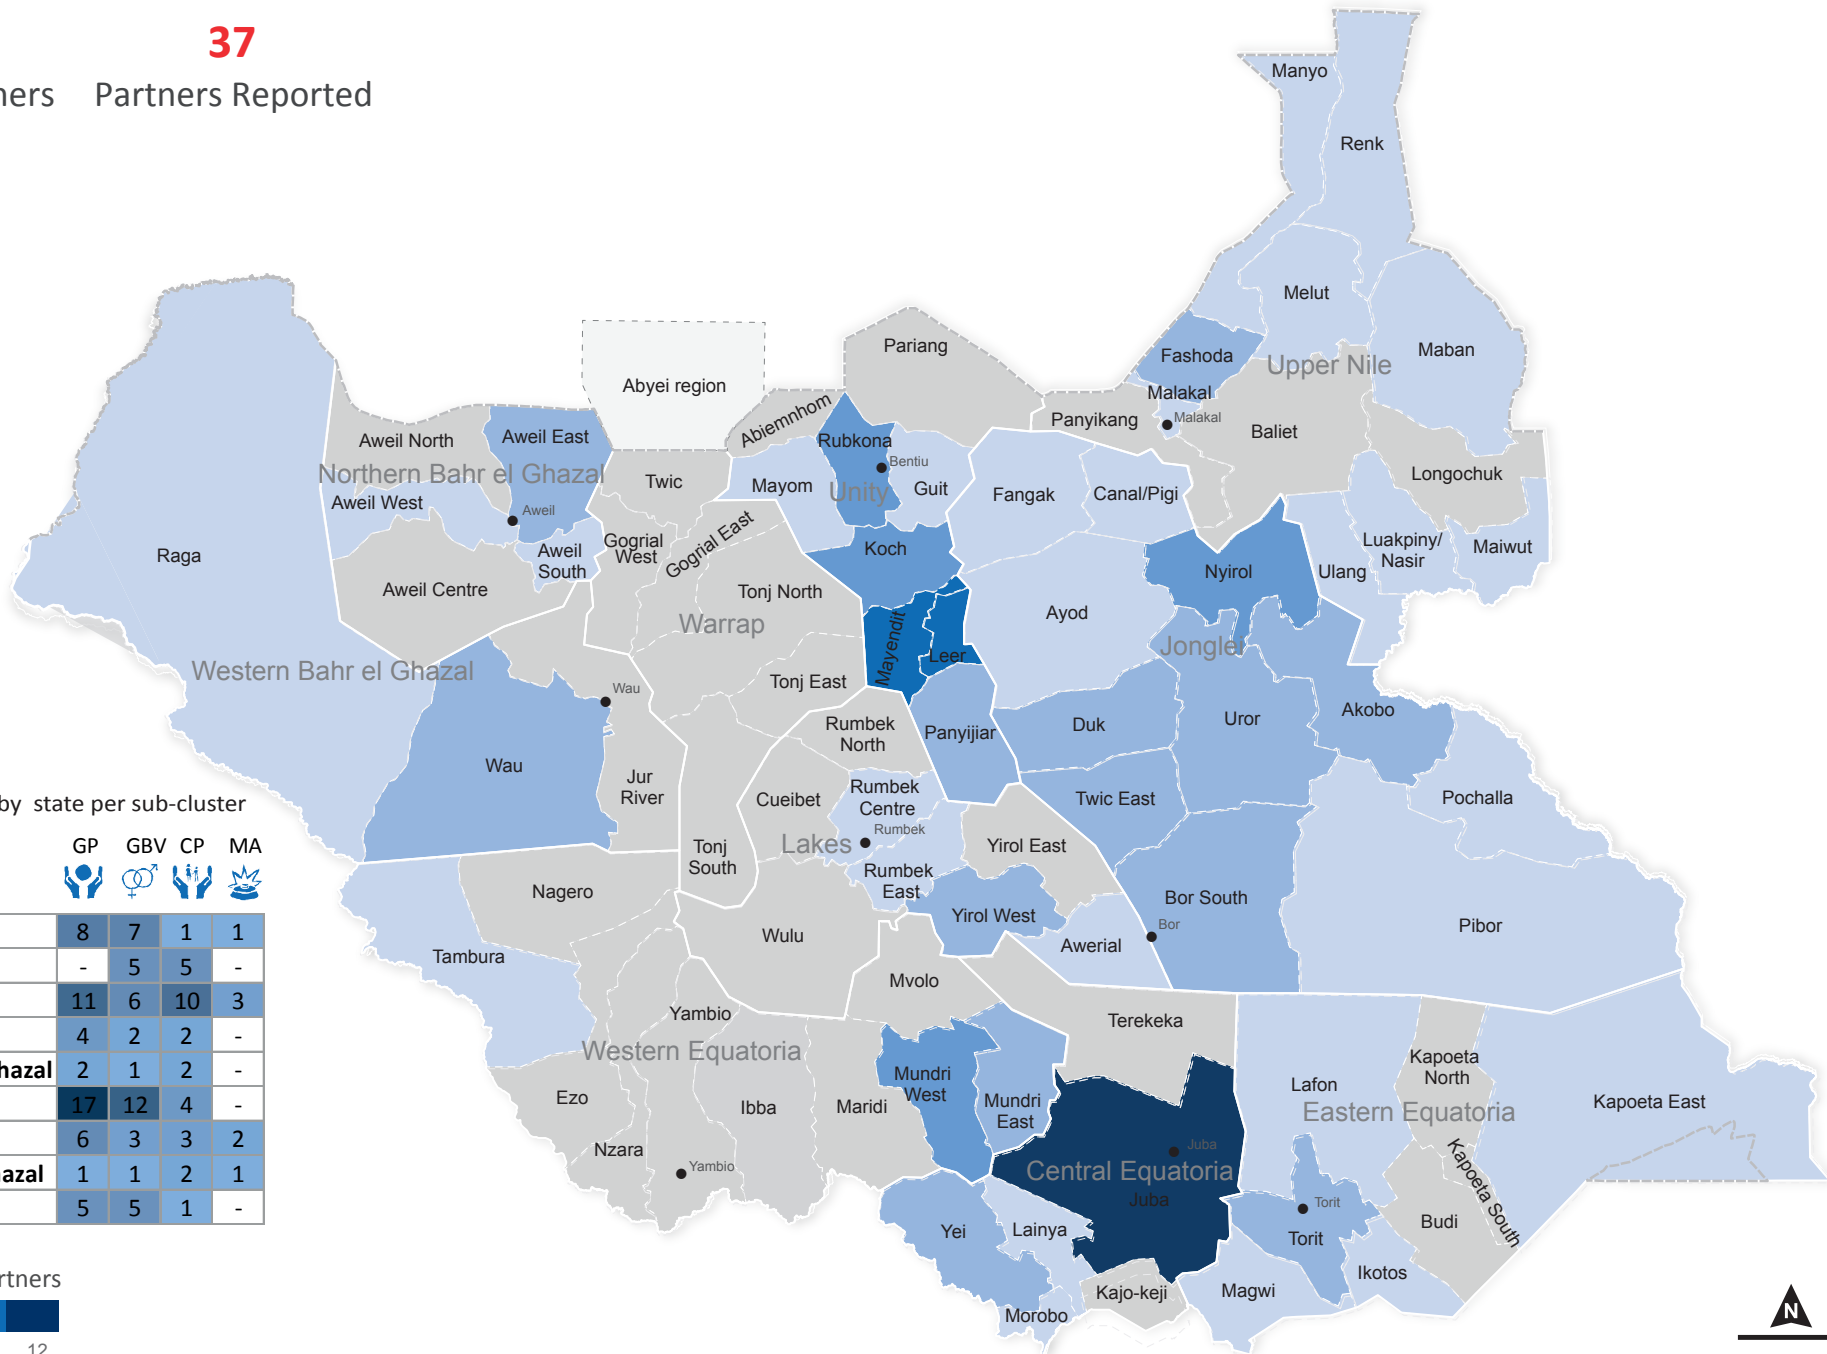 37
Partners Reported
Manyo
Renk
Melut
Maban
Fashoda
Upper Nile
Malakal
Malakal
Panyikang
Baliet
Longochuk
Pariang
Abyei region
Abiemnhom
Rubkona
Bentiu
Mayom
Unity
Guit
Fangak
Canal/Pigi
Luakpiny/
Nasir
Maiwut
Ulang
Nyirol
Koch
Aweil North
Aweil East
Northern Bahr el Ghazal
Aweil West
Aweil
Aweil
South
Aweil Centre
Twic
Gogrial
West
Gogrial East
Tonj North
Warrap
Tonj East
Raga
Western Bahr el Ghazal
Wau
Wau
Jur
River
Mayendit
Leer
Ayod
Jonglei
Panyijiar
Duk
Uror
Akobo
Twic East
Pochalla
Rumbek
North
Rumbek
Centre
Rumbek
Cueibet
Lakes
Tonj
South
Rumbek
East
Yirol East
Yirol West
Awerial
Bor South
Bor
Pibor
Nagero
Wulu
Tambura
Mvolo
Yambio
Western Equatoria
Terekeka
Ezo
Nzara
Yambio
Ibba
Maridi
Mundri
West
Mundri
East
Juba
Central Equatoria
Juba
Lafon
Kapoeta
North
Eastern Equatoria
Kapoeta East
Kapoeta South
Budi
Torit
Torit
Ikotos
Magwi
Yei
Lainya
Morobo
Kajo-keji
by state per sub-cluster
GP GBV CP MA
8 7 1 1
- 5 5 -
11 6 10 3
4 2 2 -
hazal 2 1 2 -
17 12 4 -
6 3 3 2
azal 1 1 2 1
5 5 1 -
rtners
12
N